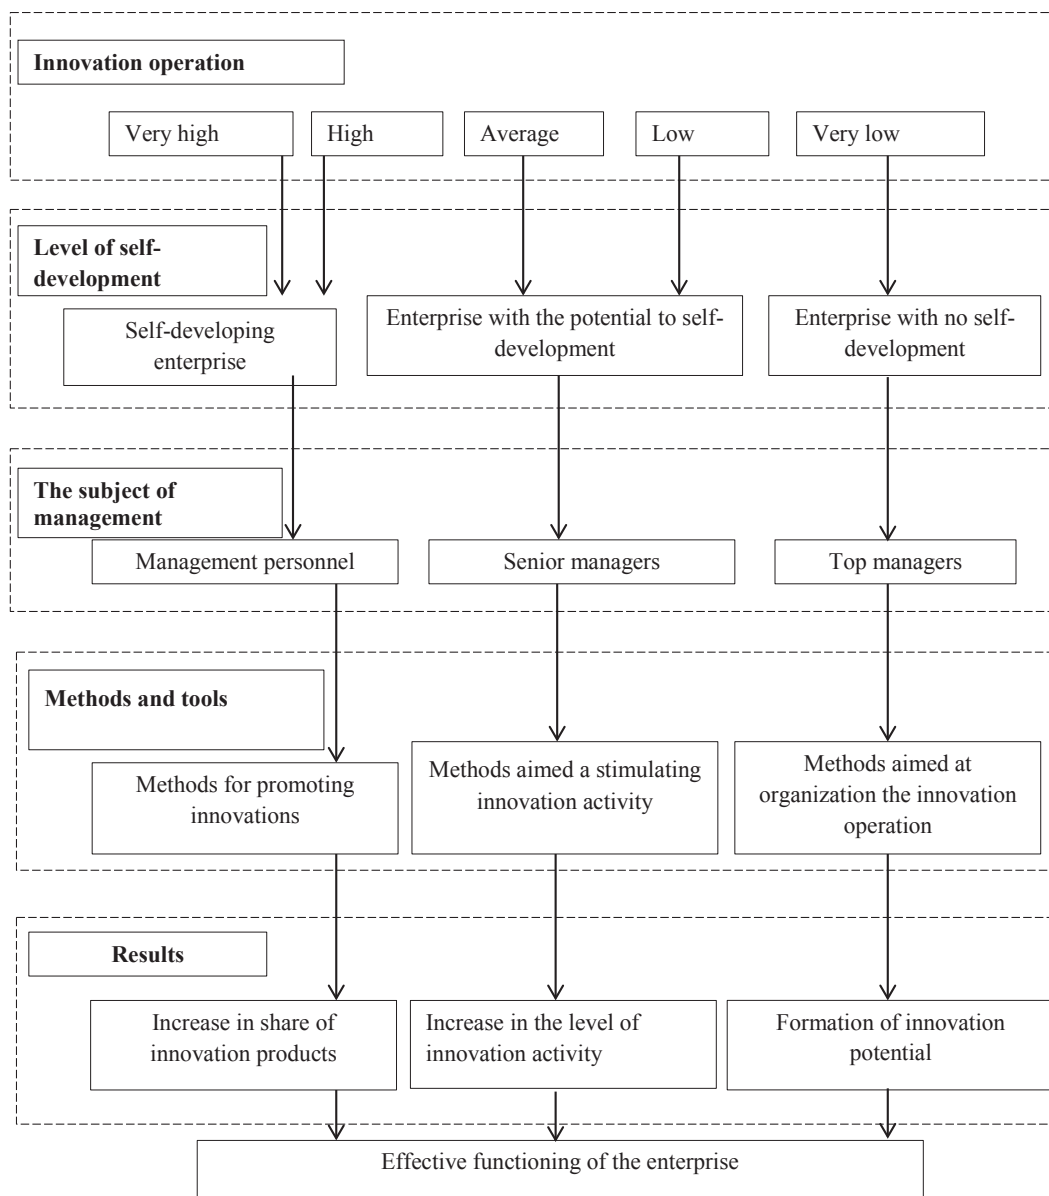 Innovation operation
Very high
High
Average
Low
Very low
Level of self-
development
Self-developing
enterprise
Enterprise with the potential to self-
development
Enterprise with no self-
development
The subject of
management
Management personnel
Senior managers
Top managers
Methods and tools
Methods for promoting
innovations
Methods aimed a stimulating
innovation activity
Methods aimed at
organization the innovation
operation
Results
Increase in share of
innovation products
Increase in the level of
innovation activity
Formation of innovation
potential
Effective functioning of the enterprise